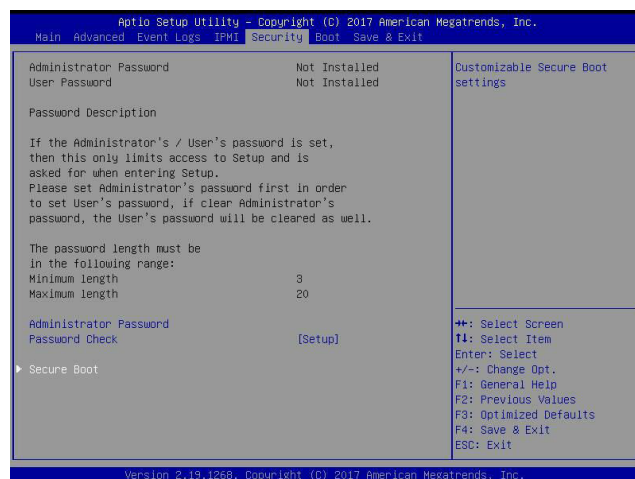 Aptio Setup Utility – Copyright (C) 2017 American Megatrends, Inc.
Main Advanced Event Logs IPMI Security Boot Save & Exit
Administrator Password Not Installed
User Password Not Installed
Password Description
If the Administrator's / User's password is set,
then this only limits access to Setup and is
asked for when entering Setup.
Please set Administrator's password first in order
to set User's password, if clear Administrator's
password, the User's password will be cleared as well.
The password length must be
in the following range:
Minimum length 3
Maximum length 20
Administrator Password
Password Check [Setup]
Secure Boot
Customizable Secure Boot
settings
→←: Select Screen
↑↓: Select Item
Enter: Select
+/-: Change Opt.
F1: General Help
F2: Previous Values
F3: Optimized Defaults
F4: Save & Exit
ESC: Exit
Version 2.19.1268. Copyright (C) 2017 American Megatrends, Inc.